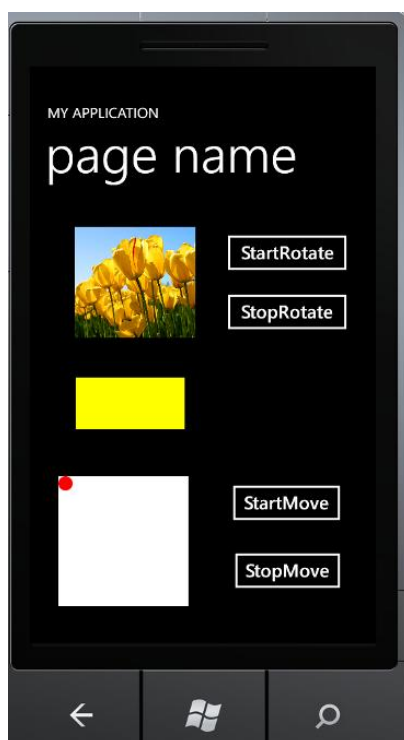 MY APPLICATION
page name
StartRotate
StopRotate
StartMove
StopMove